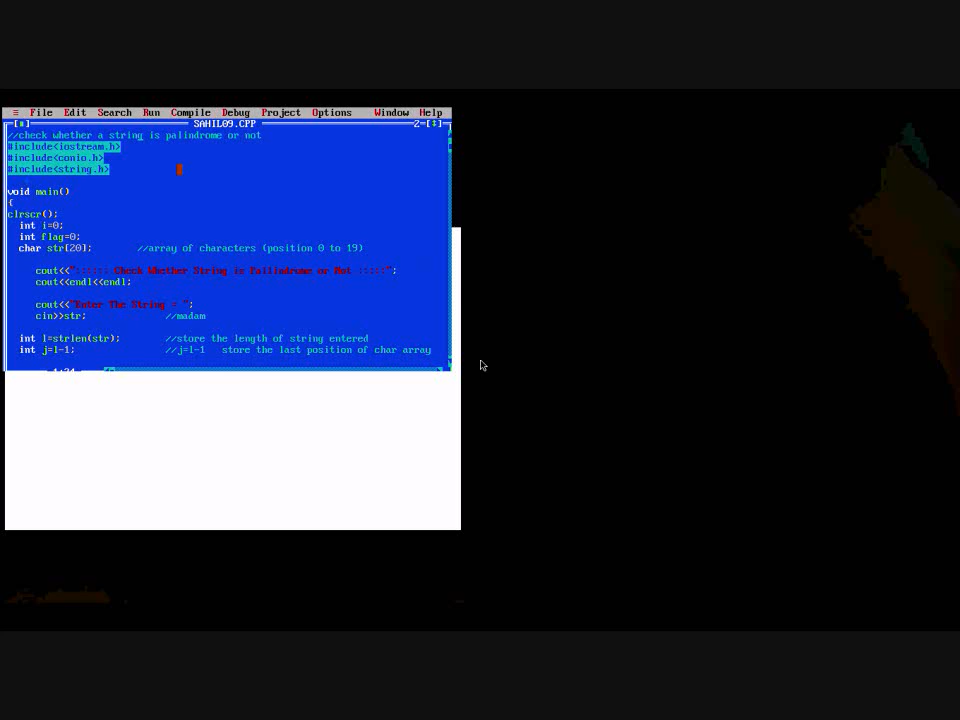 ≡ File Edit Search Run Compile Debug Project Options Window Help
SAHIL09.CPP 2
//check whether a string is palindrome or not
#include<iostream.h>
#include<conio.h>
#include<string.h>
void main()
{
clrscr();
int i=0;
int flag=0;
char str[20]; //array of characters (position 0 to 19)
cout<<":::::: Check Whether String is Palindrome or Not :::::";
cout<<endl<<endl;
cout<<"Enter The String = ";
cin>>str; //madam
int l=strlen(str); //store the length of string entered
int j=l-1; //j=l-1 store the last position of char array